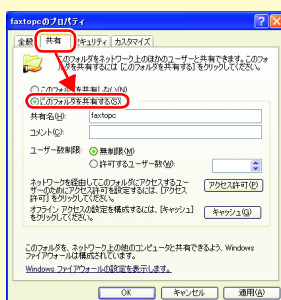 faxtopcのプロパティ
全般 共有 セキュリティ カスタマイズ
このフォルダをネットワーク上のほかのユーザーと共有できます。このフォ
ルダを共有するには [このフォルダを共有する] をクリックしてください。
このフォルダを共有しない(N)
このフォルダを共有する(S)
共有名(H): faxtopc
コメント(C):
ユーザー数制限: 無制限(M)
許可するユーザー数(W):
ネットワークを経由してこのフォルダにアクセスするユー
ザーのためにアクセス許可を設定するには、[アクセス
許可] をクリックしてください。
アクセス許可(P)
オフライン アクセスの設定を構成するには、[キャッシュ]
をクリックしてください。
キャッシュ(G)
このフォルダを、ネットワーク上の他のコンピュータと共有できるよう、Windows
ファイアウォールは構成されています。
Windows ファイアウォールの設定を表示します。
OK キャンセル 適用(A)